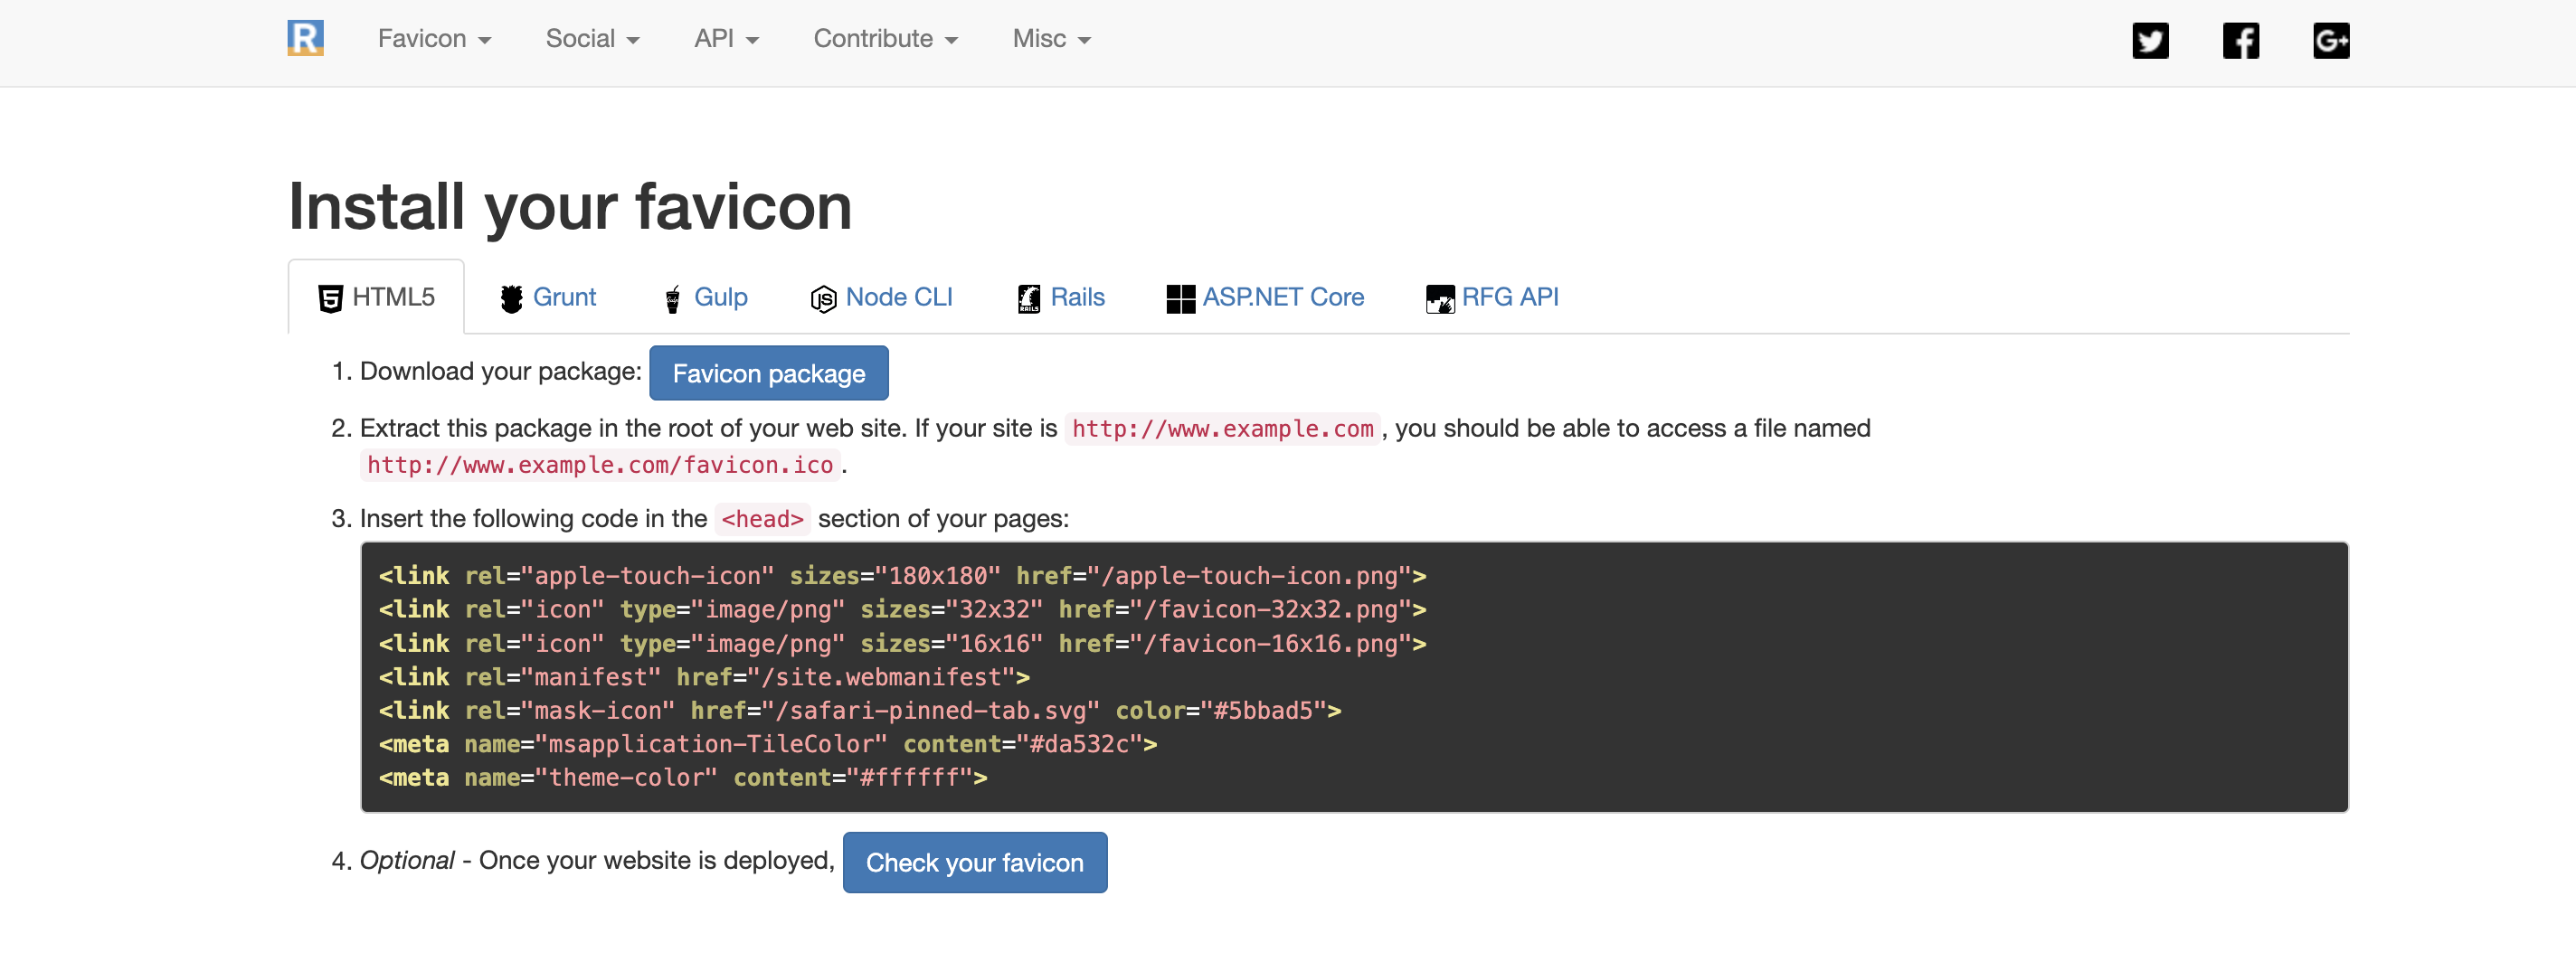 R Favicon Social API Contribute Misc G+
Install your favicon
HTML5 Grunt Gulp Node CLI Rails ASP.NET Core RFG API
1. Download your package: Favicon package
2. Extract this package in the root of your web site. If your site is http://www.example.com, you should be able to access a file named
http://www.example.com/favicon.ico.
3. Insert the following code in the <head> section of your pages:
<link rel="apple-touch-icon" sizes="180x180" href="/apple-touch-icon.png">
<link rel="icon" type="image/png" sizes="32x32" href="/favicon-32x32.png">
<link rel="icon" type="image/png" sizes="16x16" href="/favicon-16x16.png">
<link rel="manifest" href="/site.webmanifest">
<link rel="mask-icon" href="/safari-pinned-tab.svg" color="#5bbad5">
<meta name="msapplication-TileColor" content="#da532c">
<meta name="theme-color" content="#ffffff">
4. Optional - Once your website is deployed, Check your favicon